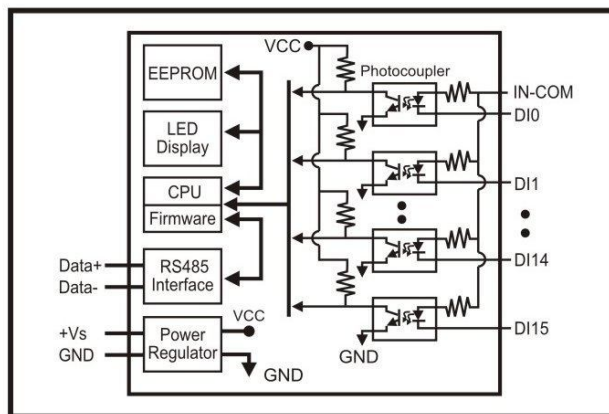 VCC
EEPROM
Photocoupler
IN-COM
DI0
LED
Display
CPU
Firmware
DI1
Data+
Data-
RS485
Interface
DI14
+Vs
GND
Power
Regulator
VCC
GND
GND
DI15